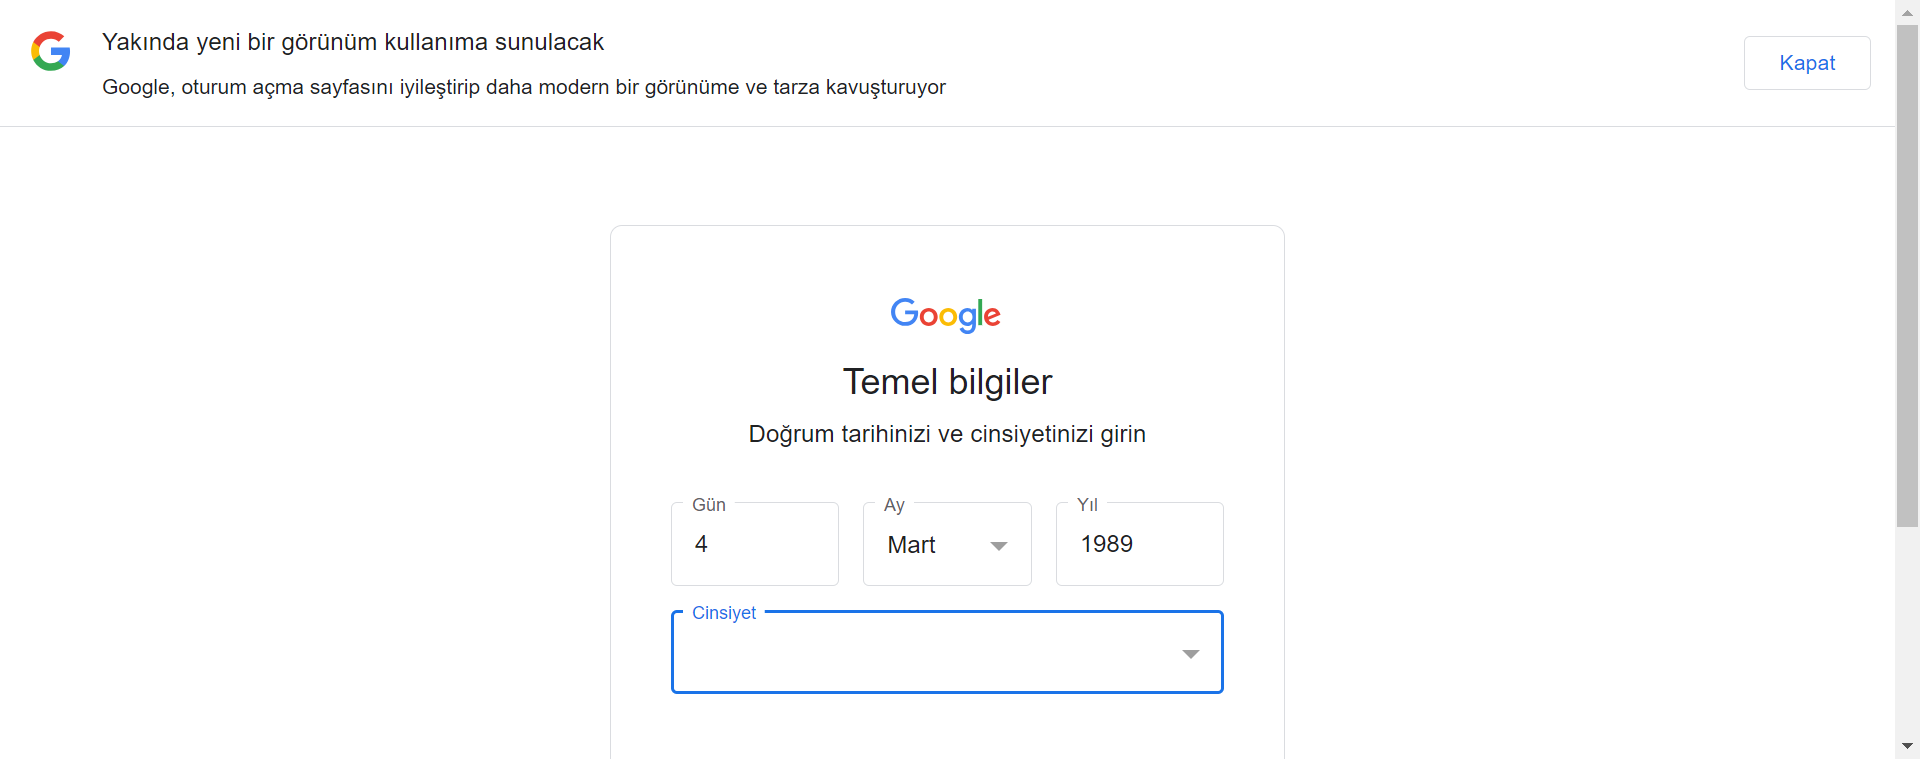 Yakında yeni bir görünüm kullanıma sunulacak
Google, oturum açma sayfasını iyileştirip daha modern bir görünüme ve tarza kavuşturuyor
Kapat
Google
Temel bilgiler
Doğrum tarihinizi ve cinsiyetinizi girin
Gün
Ay
Yıl
4
Mart
1989
Cinsiyet